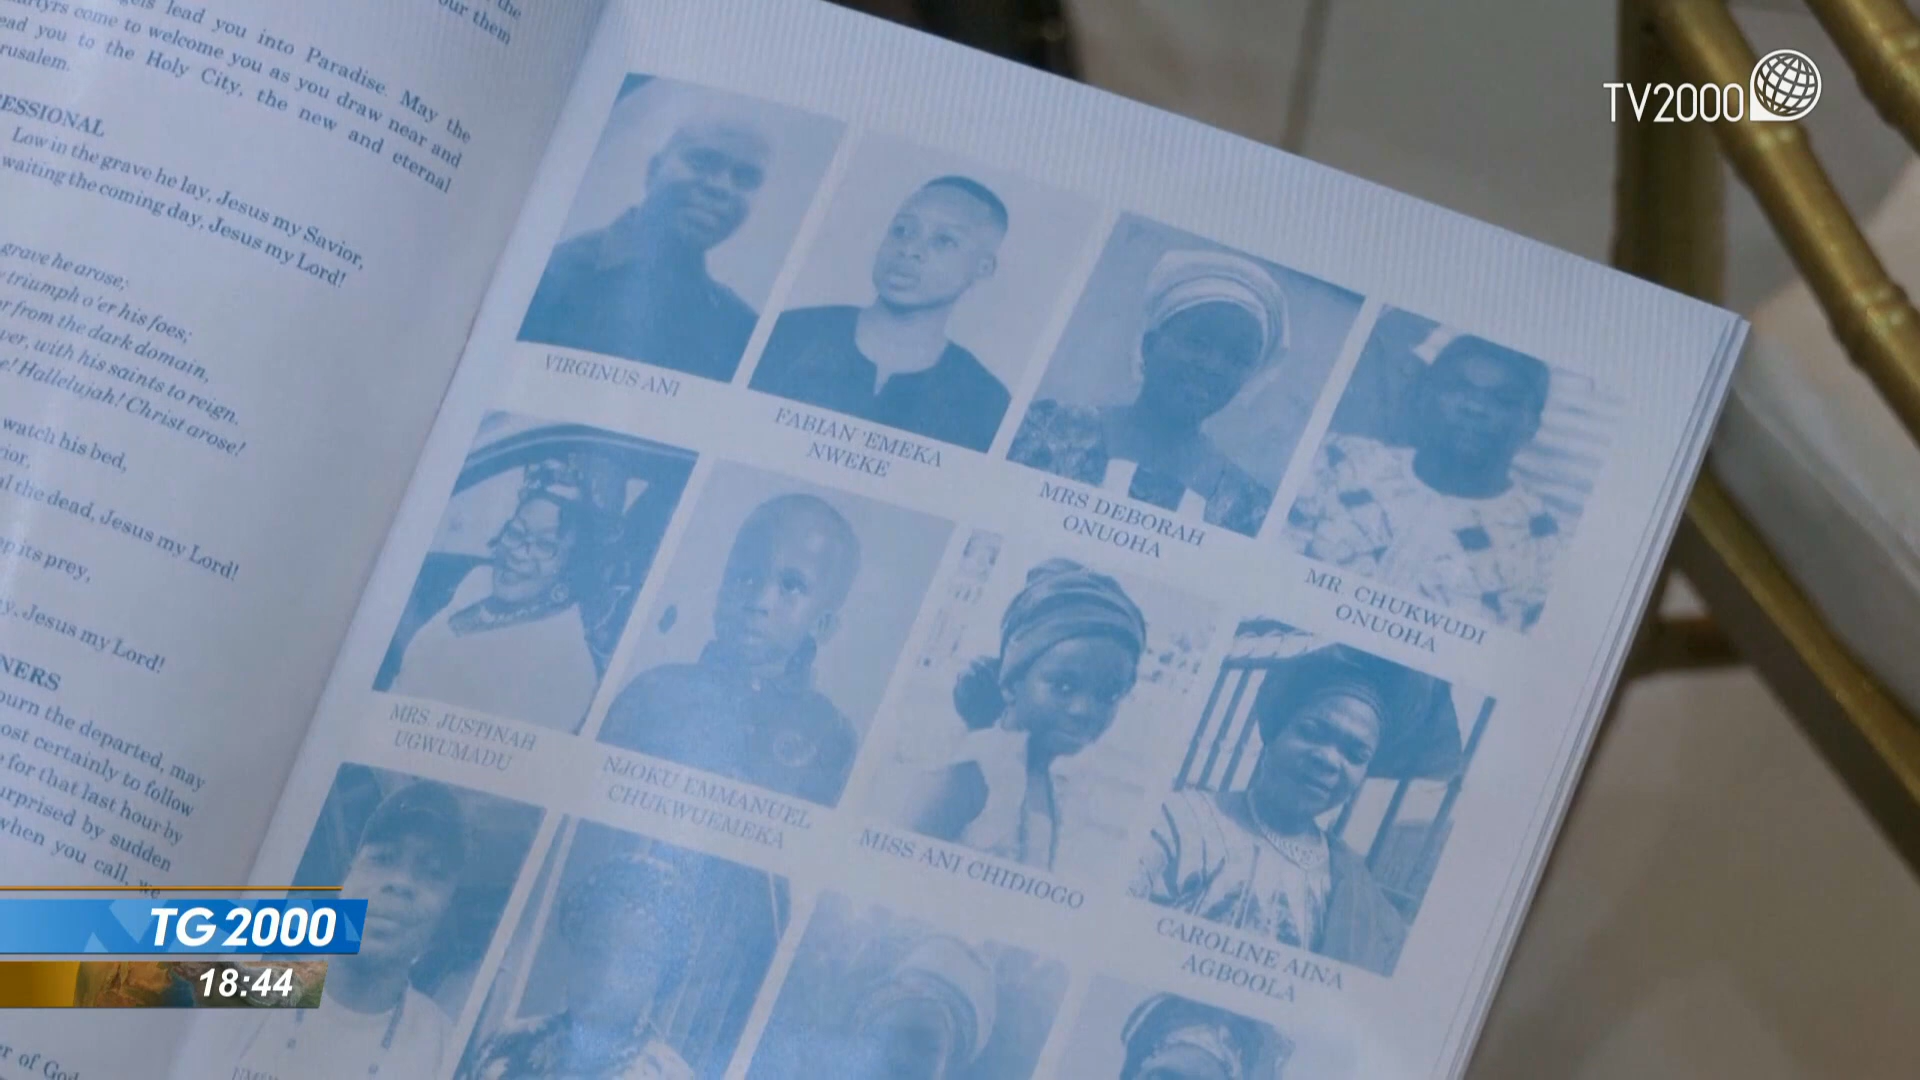 the
our them
lead you into Paradise. May the
martyrs come to welcome you as you draw near and
lead you to the Holy City, the new and eternal
Jerusalem.
Low in the grave he lay, Jesus my Savior,
waiting the coming day, Jesus my Lord!
grave he arose;
triumph o'er his foes;
from the dark domain,
with his saints to reign.
Hallelujah! Christ arose!
watch his bed,
the dead, Jesus my Lord!
its prey,
Jesus my Lord!
the departed, may
certainly to follow
for that last hour by
surprised by sudden
when you call, we
of God
VIRGINUS ANI
FABIAN 'EMEKA
NWEKE
MRS DEBORAH
ONUOHA
MR. CHUKWUDI
ONUOHA
MRS. JUSTINAH
UGWUMADU
NJOKU EMMANUEL
CHUKWUEMEKA
MISS ANI CHIDIOGO
CAROLINE AINA
AGBOOLA
TV2000
TG 2000
18:44